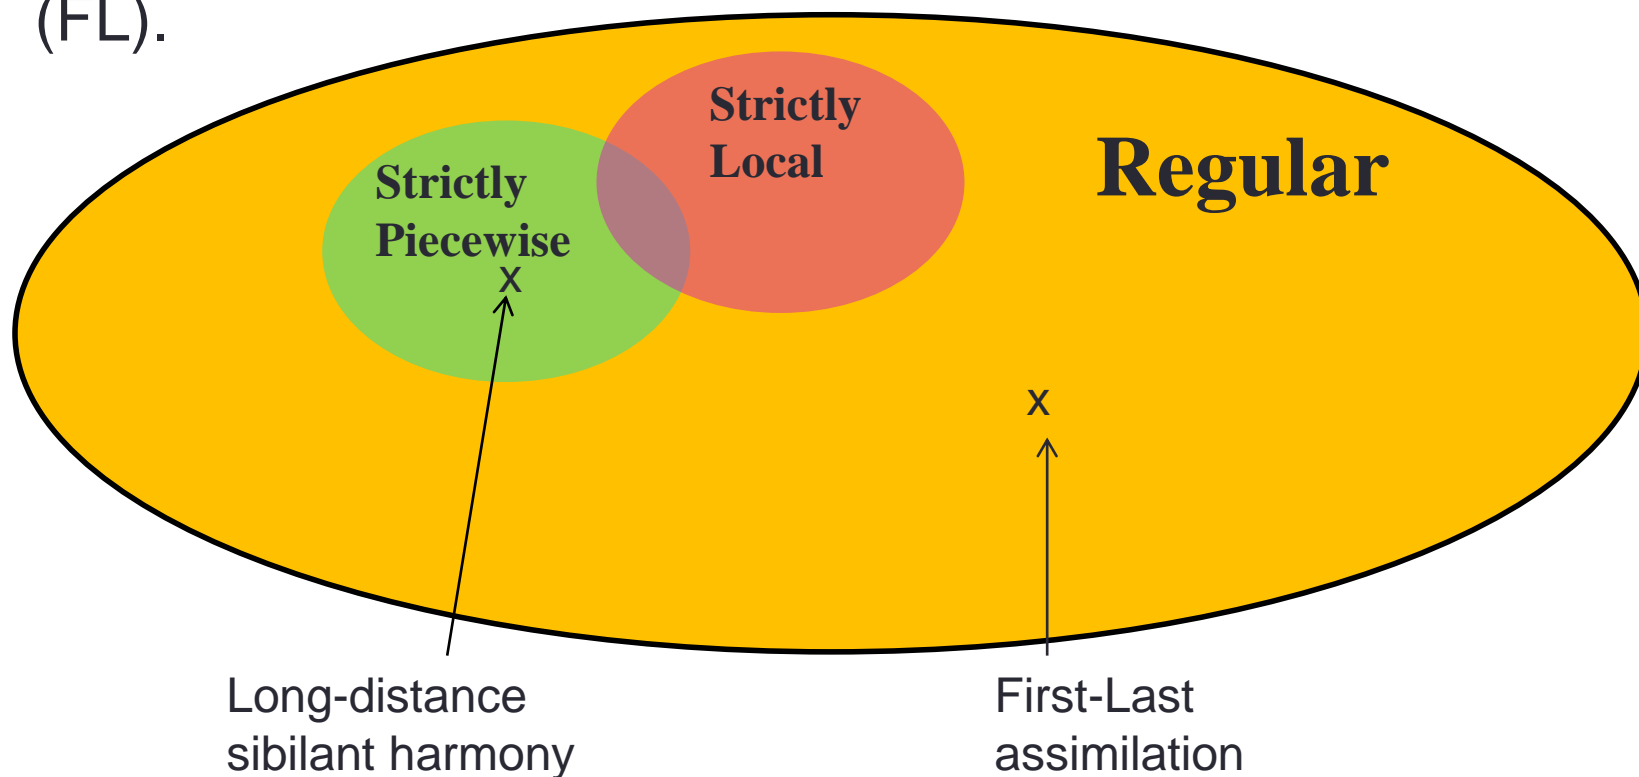 (FL).
Strictly
Local
Regular
Strictly
Piecewise
x
x
Long-distance
sibilant harmony
First-Last
assimilation